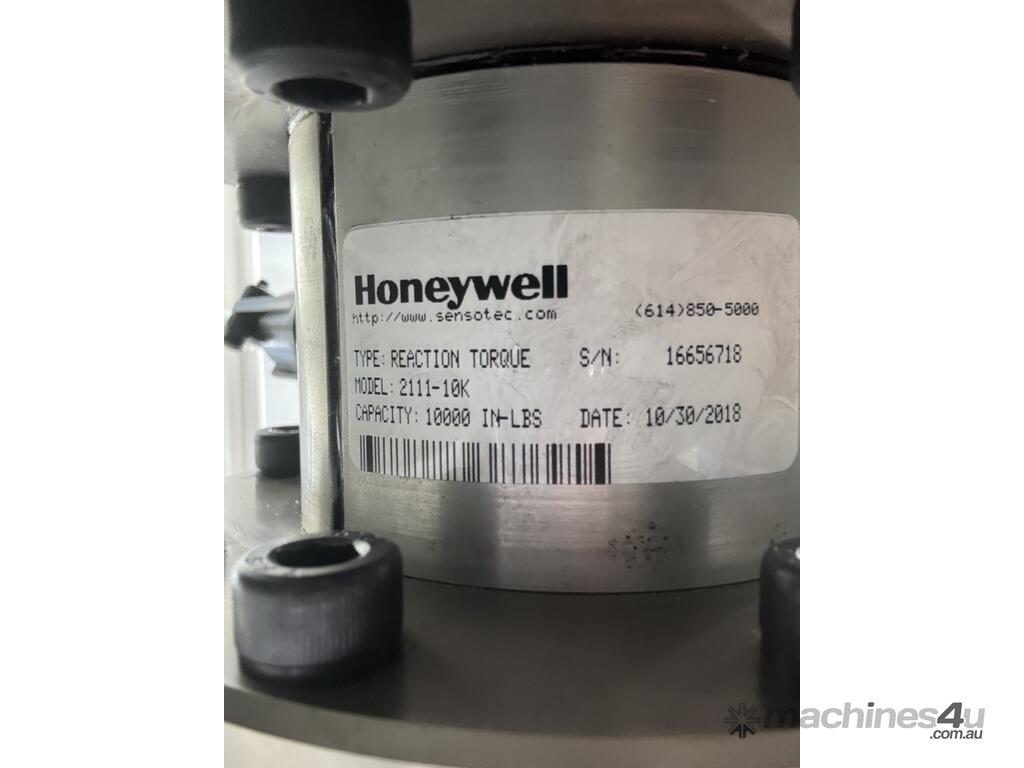 Honeywell
http://www.sensotec.com (614)850-5000
TYPE: REACTION TORQUE S/N: 16656718
MODEL: 2111-10K
CAPACITY: 10000 IN-LBS DATE: 10/30/2018
machines4u
.com.au